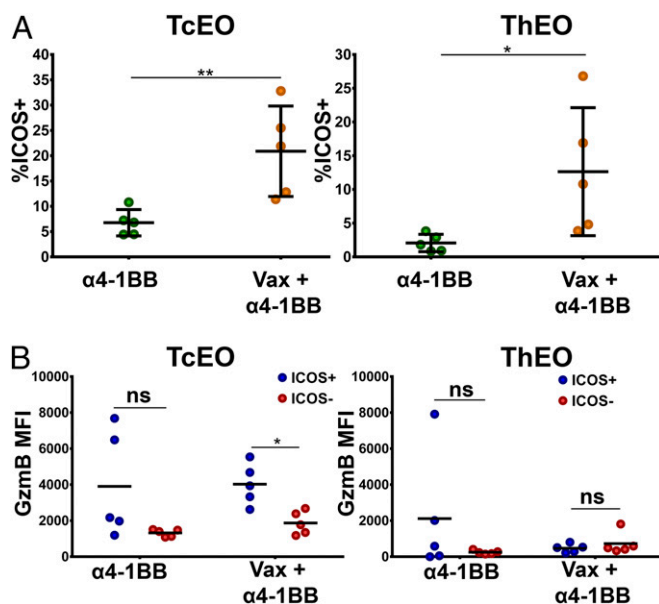 A
TcEO
ThEO
%ICOS+
40
35
30
25
20
15
10
5
0
**
α4-1BB
Vax +
α4-1BB
%ICOS+
30
25
20
15
10
5
0
*
α4-1BB
Vax +
α4-1BB
B
TcEO
ThEO
GzmB MFI
10000
8000
6000
4000
2000
0
ns
*
ICOS+
ICOS-
α4-1BB
Vax +
α4-1BB
GzmB MFI
10000
8000
6000
4000
2000
0
ns
ns
ICOS+
ICOS-
α4-1BB
Vax +
α4-1BB